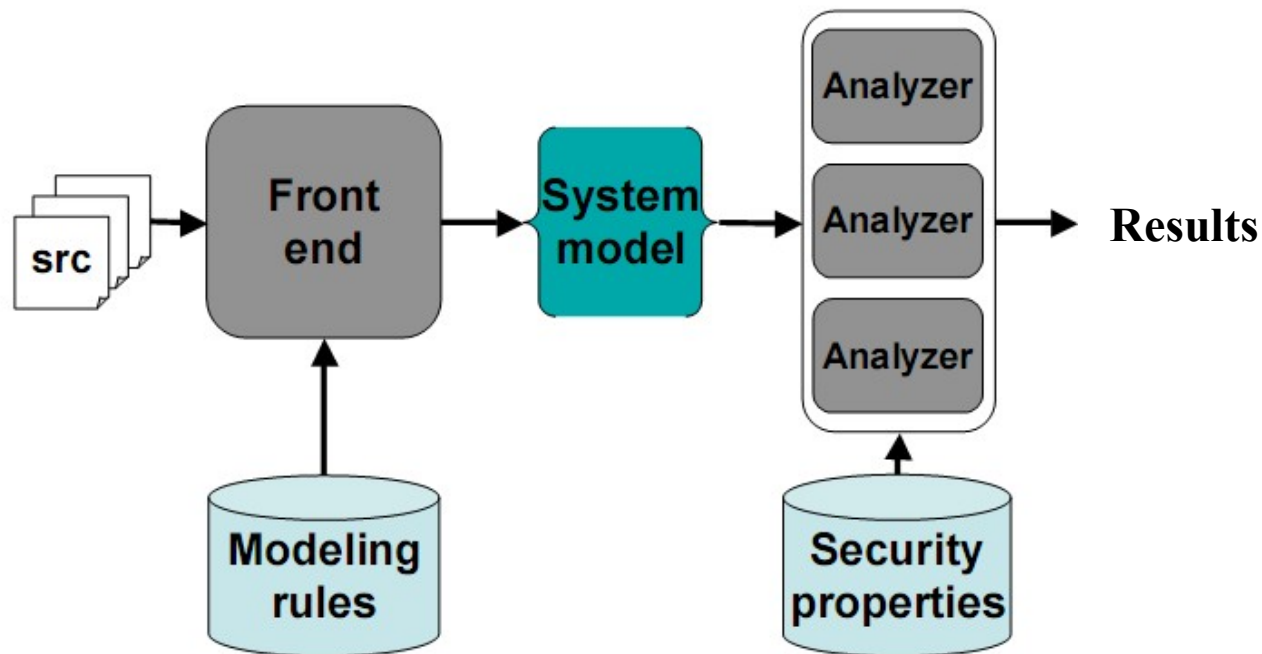 src
Front
end
System
model
Analyzer
Analyzer
Analyzer
Results
Modeling
rules
Security
properties